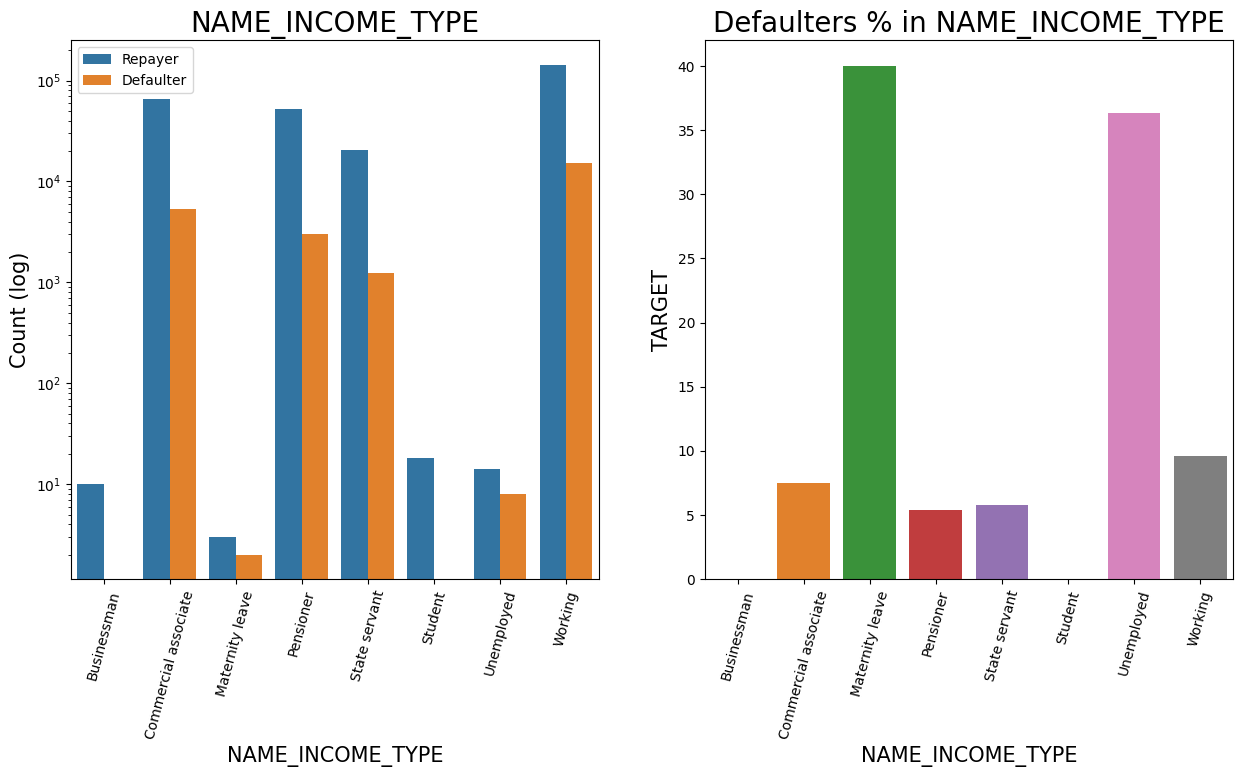 NAME_INCOME_TYPE
Repayer
Defaulter
Count (log)
10^5
10^4
10^3
10^2
10^1
Businessman
Commercial associate
Maternity leave
Pensioner
State servant
Student
Unemployed
Working
NAME_INCOME_TYPE
Defaulters % in NAME_INCOME_TYPE
TARGET
40
35
30
25
20
15
10
5
0
Businessman
Commercial associate
Maternity leave
Pensioner
State servant
Student
Unemployed
Working
NAME_INCOME_TYPE